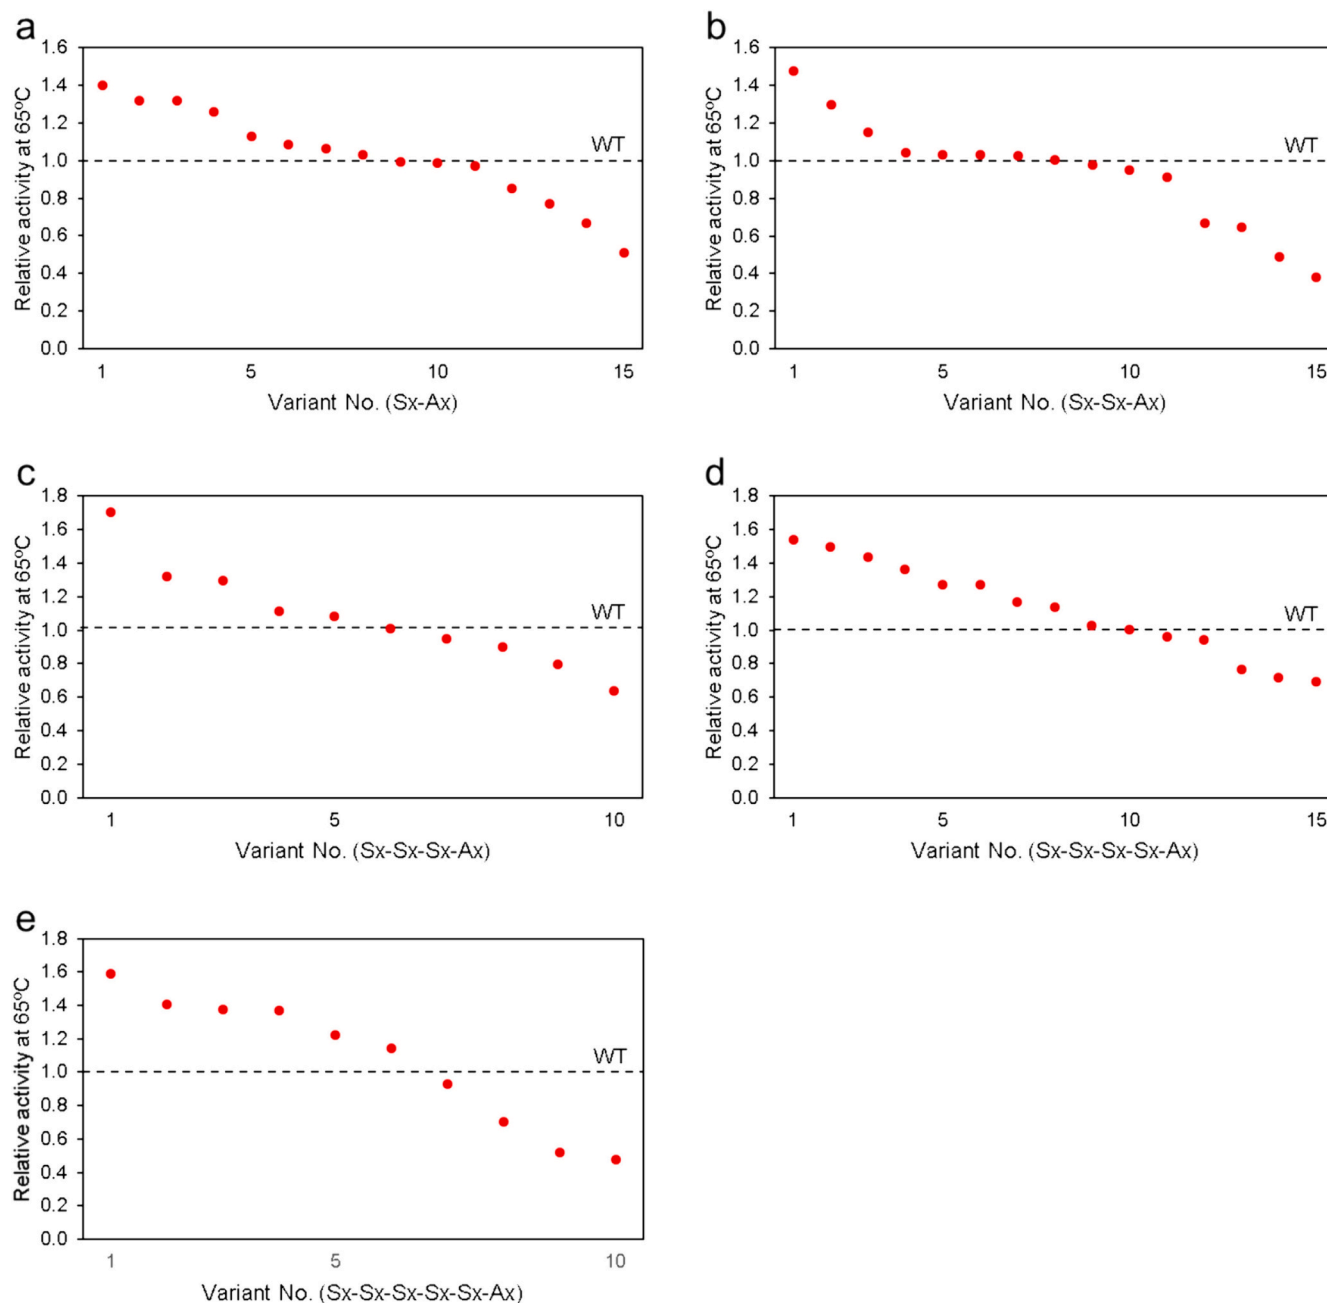 a
1.6
1.4
1.2
1.0
0.8
0.6
0.4
0.2
0.0
Relative activity at 65ºC
WT
1 5 10 15
Variant No. (Sx-Ax)
b
1.6
1.4
1.2
1.0
0.8
0.6
0.4
0.2
0.0
Relative activity at 65ºC
WT
1 5 10 15
Variant No. (Sx-Sx-Ax)
c
1.8
1.6
1.4
1.2
1.0
0.8
0.6
0.4
0.2
0.0
Relative activity at 65ºC
WT
1 5 10
Variant No. (Sx-Sx-Sx-Ax)
d
1.8
1.6
1.4
1.2
1.0
0.8
0.6
0.4
0.2
0.0
Relative activity at 65ºC
WT
1 5 10 15
Variant No. (Sx-Sx-Sx-Sx-Ax)
e
1.8
1.6
1.4
1.2
1.0
0.8
0.6
0.4
0.2
0.0
Relative activity at 65ºC
WT
1 5 10
Variant No. (Sx-Sx-Sx-Sx-Sx-Ax)